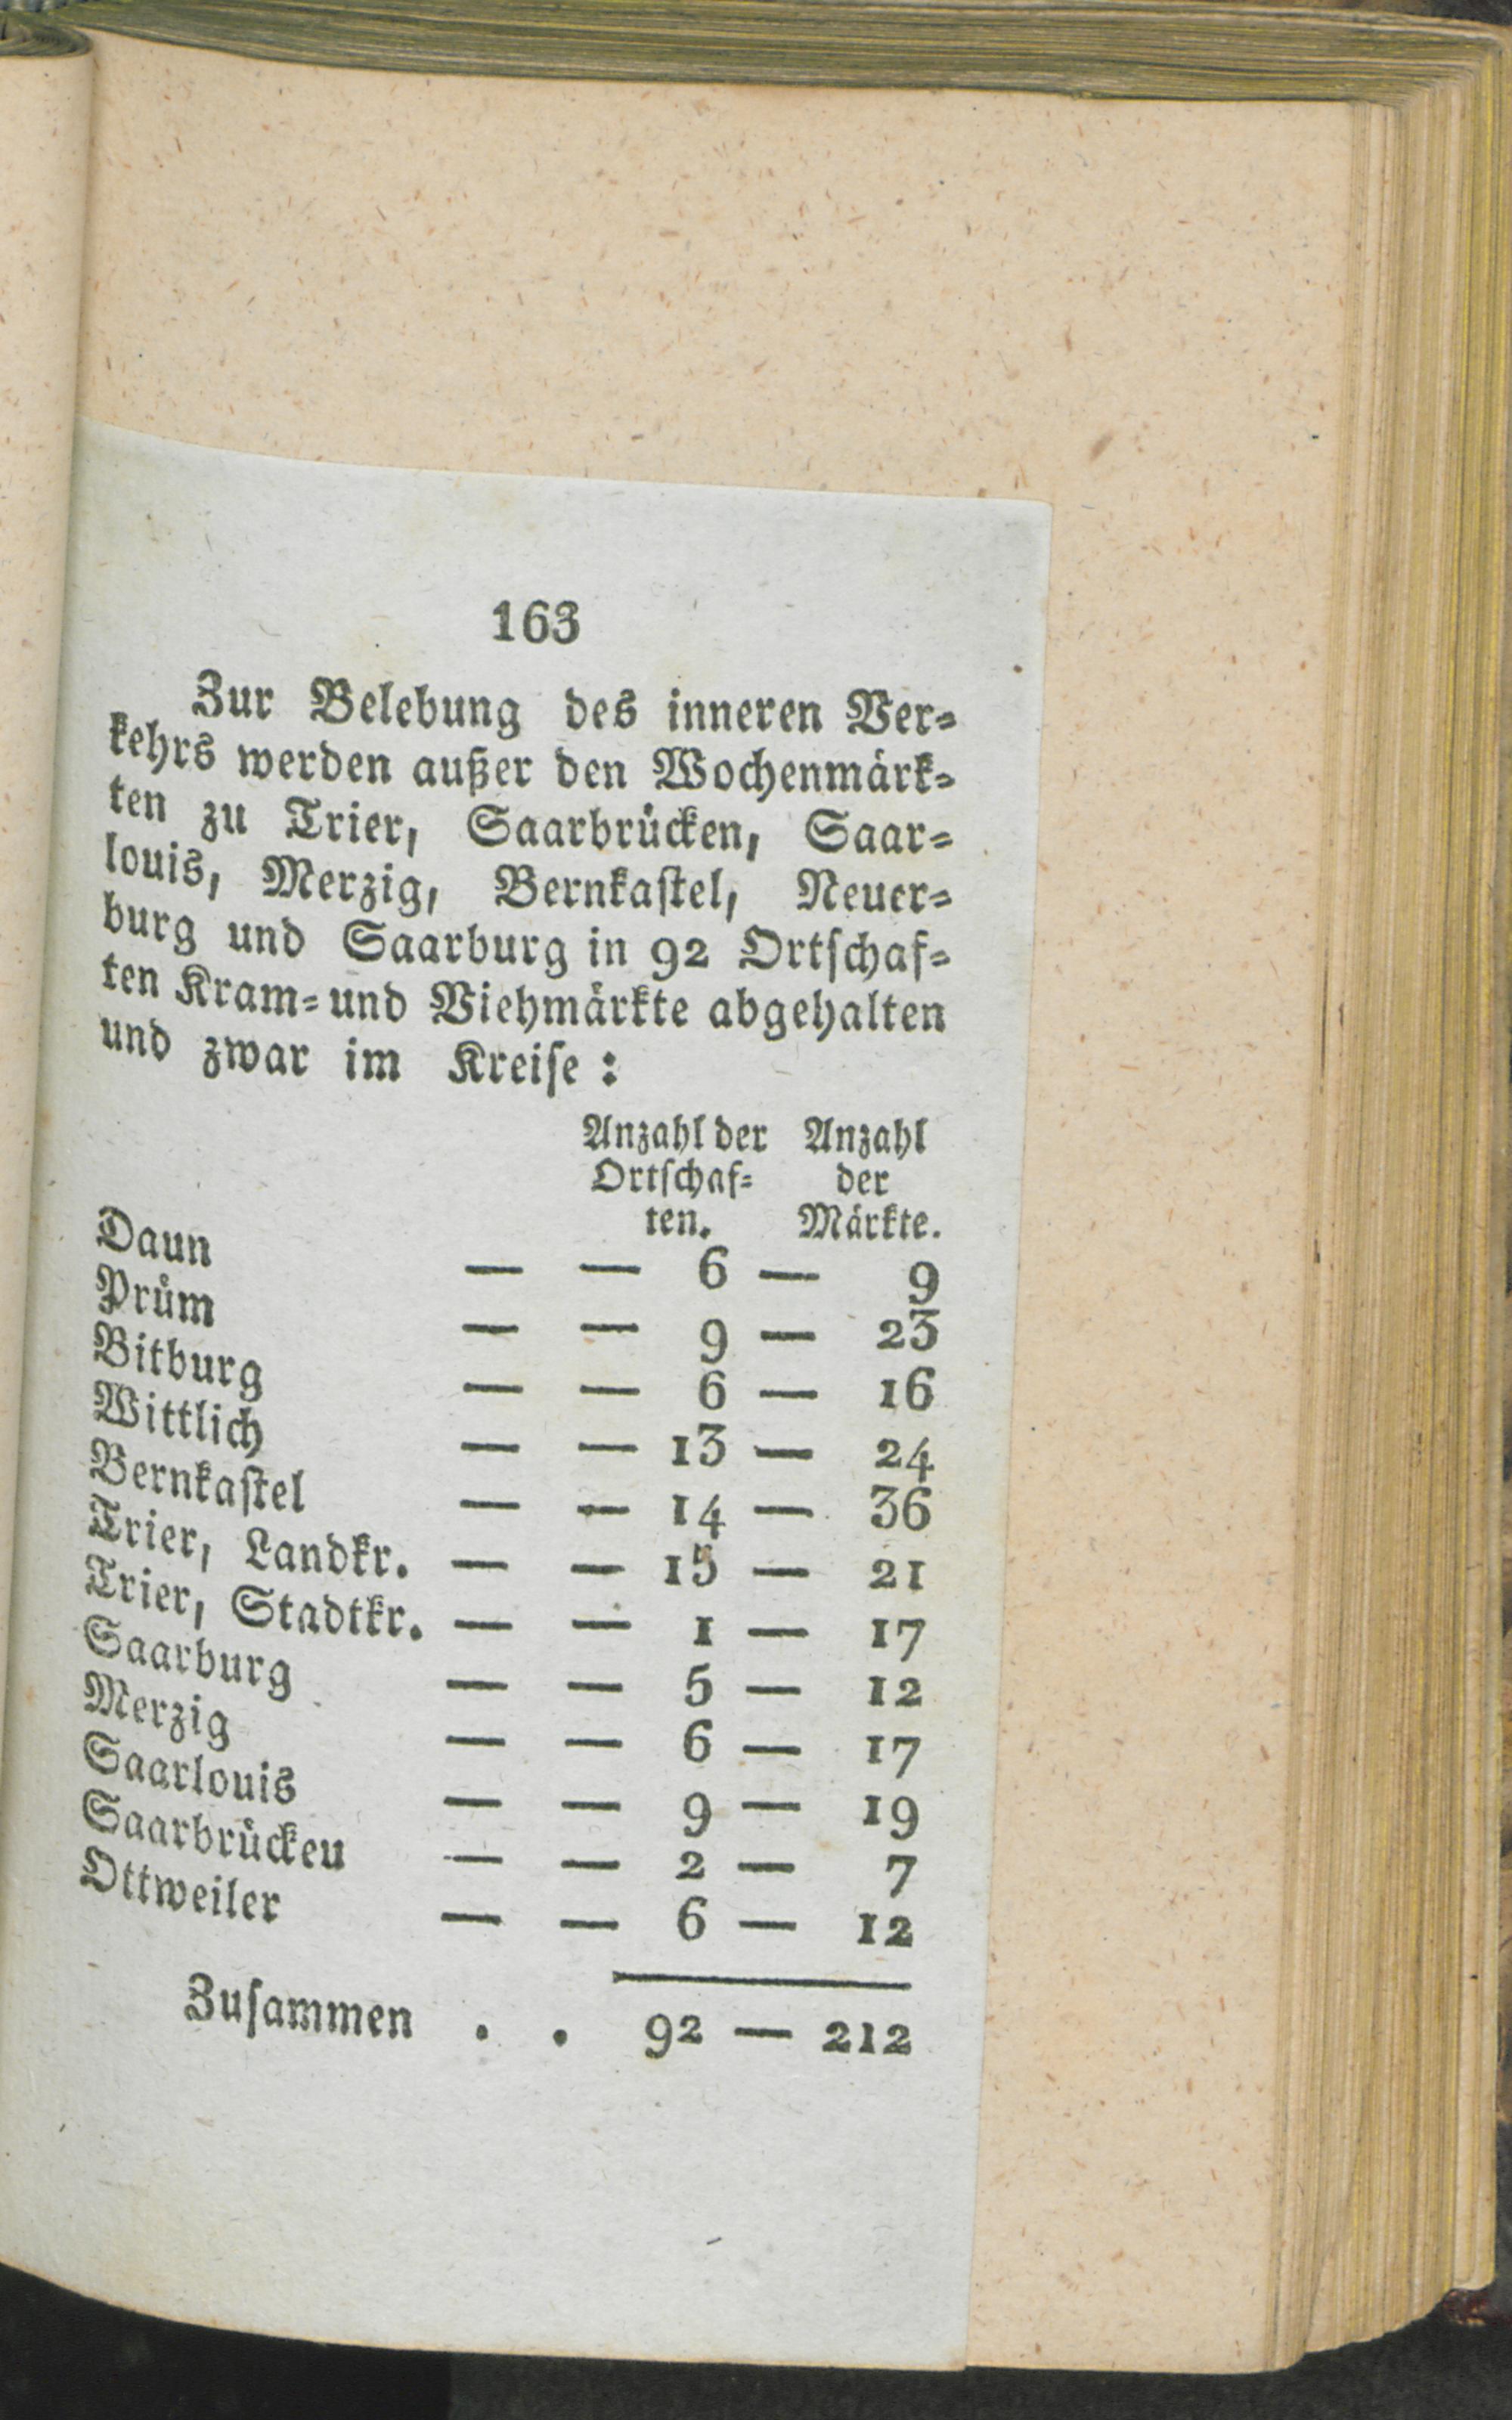 163
Zur Belebung des inneren Ver-
kehrs werden außer den Wochenmärk-
ten zu Trier, Saarbrücken, Saar-
louis, Merzig, Bernkastel, Neuer-
burg und Saarburg in 92 Ortschaf-
ten Kram- und Viehmärkte abgehalten
und zwar im Kreise:
Anzahl der Anzahl
Ortschaf- der
ten. Märkte.
Daun — — 6 — 9
Prüm — — 9 — 23
Bitburg — — 6 — 16
Wittlich — — 13 — 24
Bernkastel — — 14 — 36
Trier, Landkr. — — 15 — 21
Trier, Stadtkr. — — 1 — 17
Saarburg — — 5 — 12
Merzig — — 6 — 17
Saarlouis — — 9 — 19
Saarbrückeu — — 2 — 7
Ottweiler — — 6 — 12
Zusammen . . 92 — 212